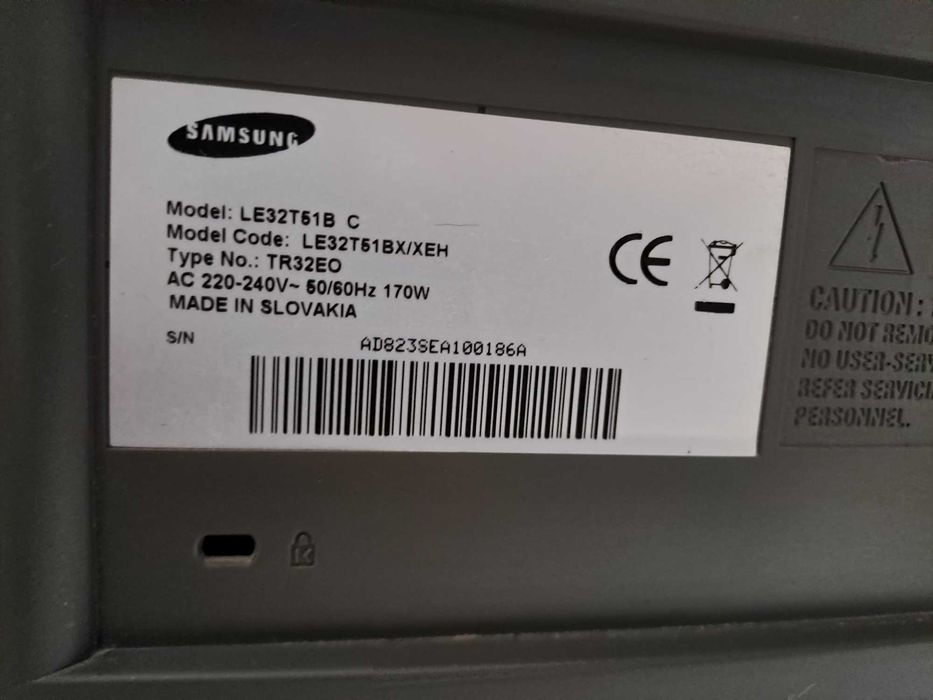 SAMSUNG
Model: LE32T51B C
Model Code: LE32T51BX/XEH
Type No.: TR32EO
AC 220-240V~ 50/60Hz 170W
MADE IN SLOVAKIA
S/N
AD823SEA100186A
CE
K
CAUTION :
DO NOT REMO
NO USER-SERV
REFER SERVICI
PERSONNEL.